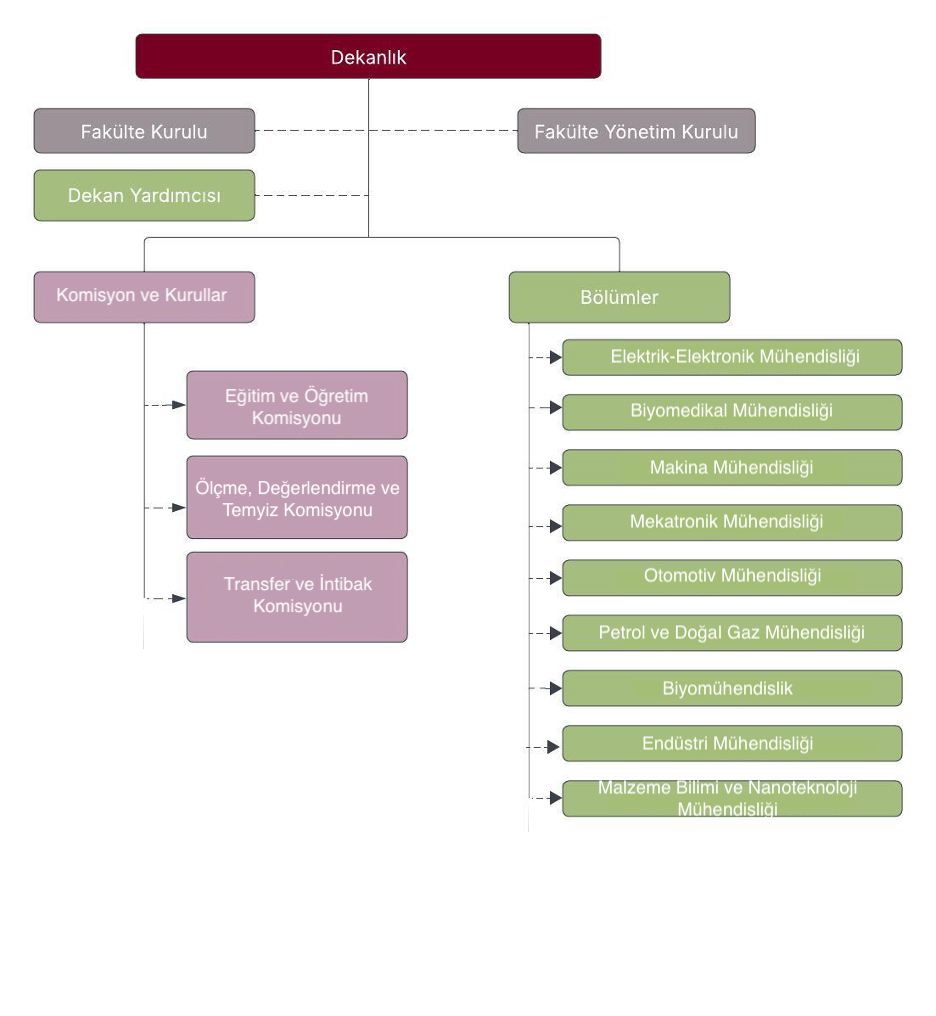 Dekanlık
Fakülte Kurulu
Fakülte Yönetim Kurulu
Dekan Yardımcısı
Komisyon ve Kurullar
Eğitim ve Öğretim
Komisyonu
Ölçme, Değerlendirme ve
Temyiz Komisyonu
Transfer ve İntibak
Komisyonu
Bölümler
Elektrik-Elektronik Mühendisliği
Biyomedikal Mühendisliği
Makina Mühendisliği
Mekatronik Mühendisliği
Otomotiv Mühendisliği
Petrol ve Doğal Gaz Mühendisliği
Biyomühendislik
Endüstri Mühendisliği
Malzeme Bilimi ve Nanoteknoloji
Mühendisliği